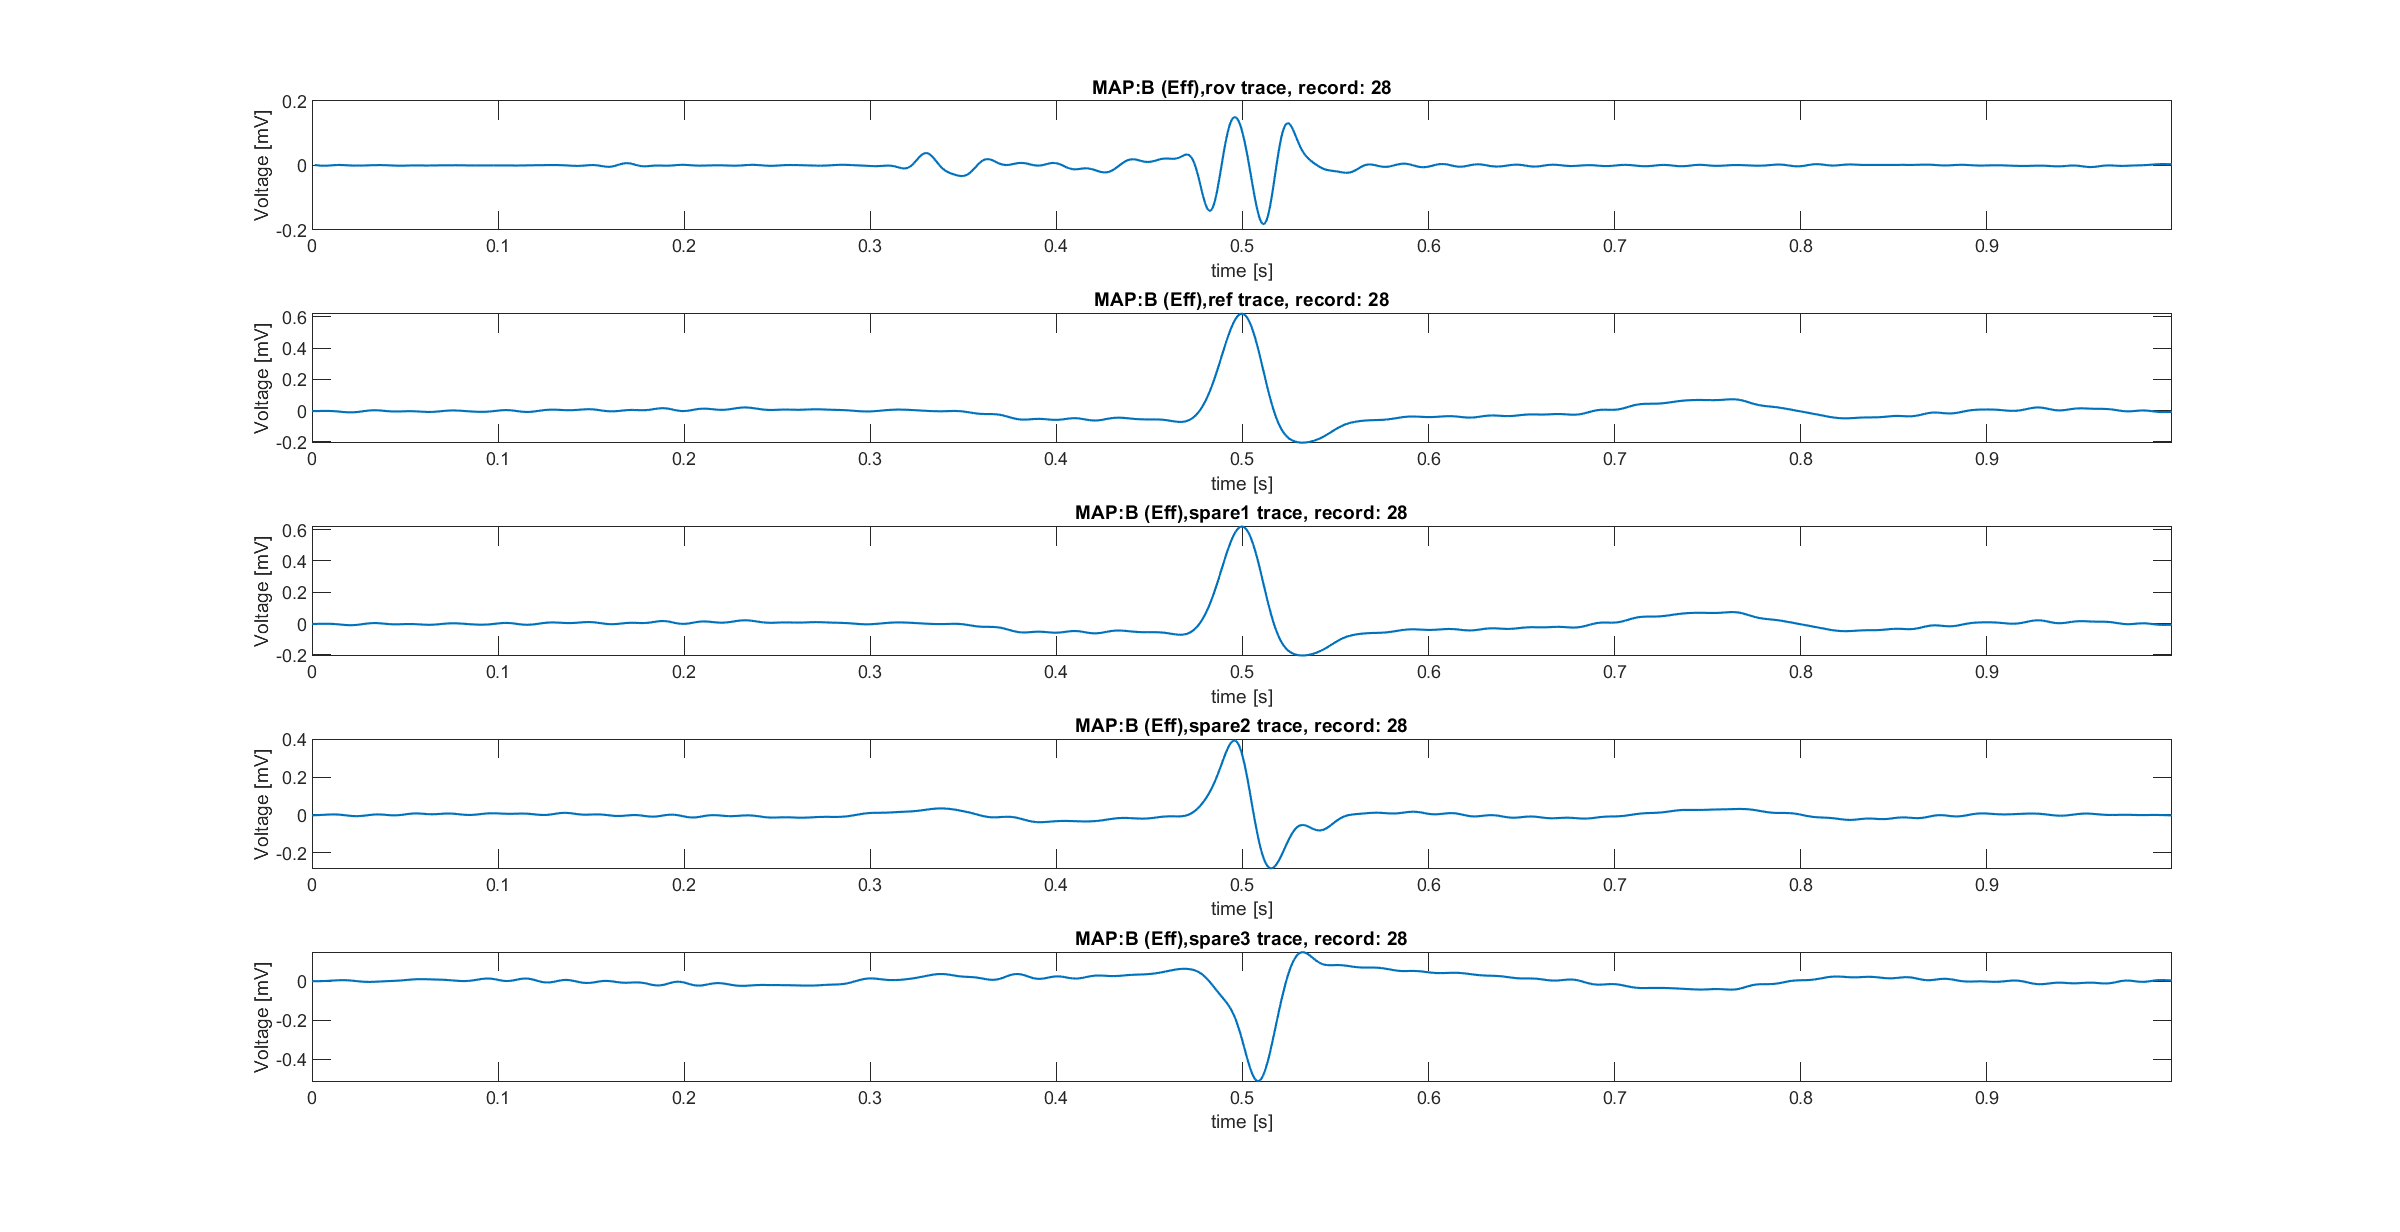 MAP:B (Eff),rov trace, record: 28
Voltage [mV]
0.2
0
-0.2
0 0.1 0.2 0.3 0.4 0.5 0.6 0.7 0.8 0.9
time [s]
MAP:B (Eff),ref trace, record: 28
Voltage [mV]
0.6
0.4
0.2
0
-0.2
0 0.1 0.2 0.3 0.4 0.5 0.6 0.7 0.8 0.9
time [s]
MAP:B (Eff),spare1 trace, record: 28
Voltage [mV]
0.6
0.4
0.2
0
-0.2
0 0.1 0.2 0.3 0.4 0.5 0.6 0.7 0.8 0.9
time [s]
MAP:B (Eff),spare2 trace, record: 28
Voltage [mV]
0.4
0.2
0
-0.2
0 0.1 0.2 0.3 0.4 0.5 0.6 0.7 0.8 0.9
time [s]
MAP:B (Eff),spare3 trace, record: 28
Voltage [mV]
0
-0.2
-0.4
0 0.1 0.2 0.3 0.4 0.5 0.6 0.7 0.8 0.9
time [s]